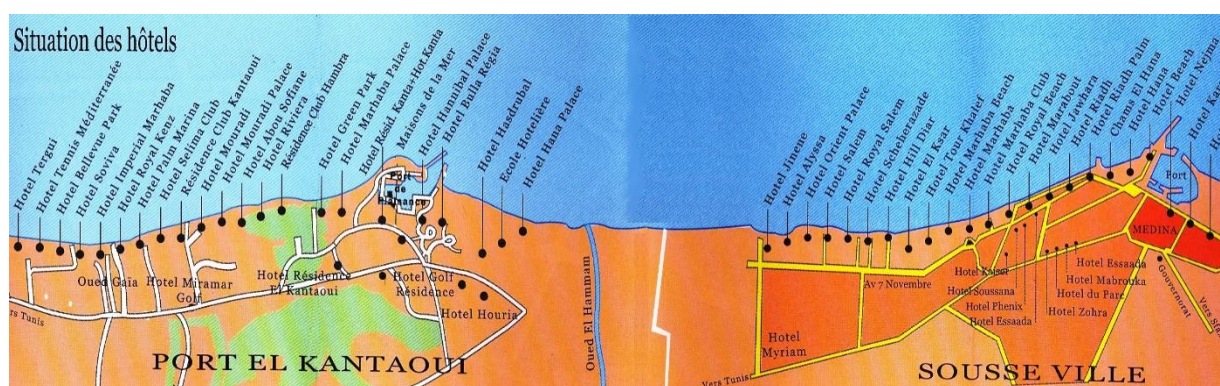 Situation des hôtels
Hotel Tergui
Hotel Tennis Méditerranée
Hotel Bellevue Park
Hotel Soviva
Hotel Imperial Marhaba
Hotel Royal Kenz
Hotel Palm Marina
Hotel Selima Club
Résidence Club Kantaoui
Hotel Mouradi
Hotel Mouradi Palace
Hotel Abou Sofiane
Hotel Riviera
Résidence Club Hambra
Hotel Green Park
Hotel Marhaba Palace
Hotel Résid. Kanta+Hot.Kanta
Maisons de la Mer
Hotel Hannibal Palace
Hotel Bulla Régia
Hotel Hasdrubal
Ecole Hotelière
Hotel Hana Palace
Hotel Jinene
Hotel Alyssa
Hotel Orient Palace
Hotel Salem
Hotel Royal Salem
Hotel Scheherazade
Hotel Hill Diar
Hotel El Ksar
Hotel Tour Khalef
Hotel Marhaba Beach
Hotel Marhaba
Hotel Marhaba Club
Hotel Royal Beach
Hotel Marabout
Hotel Jawhara
Hotel Riadh
Hotel Riadh Palm
Chams El Hana
Hotel Hana
Hotel Beach
Hotel Nejma
Port
de
Plaisance
Port
MEDINA
Oued Gaïa
Hotel Miramar
Golf
Hotel Résidence
El Kantaoui
Hotel Golf
Résidence
Hotel Houria
Oued El Hammam
Av 7 Novembre
Hotel Kaiser
Hotel Soussana
Hotel Phenix
Hotel Essaada
Hotel Essaada
Hotel Mabrouka
Hotel du Parc
Hotel Zohra
Gouvernorat
Hotel
Myriam
Vers Tunis
PORT EL KANTAOUI
SOUSSE VILLE